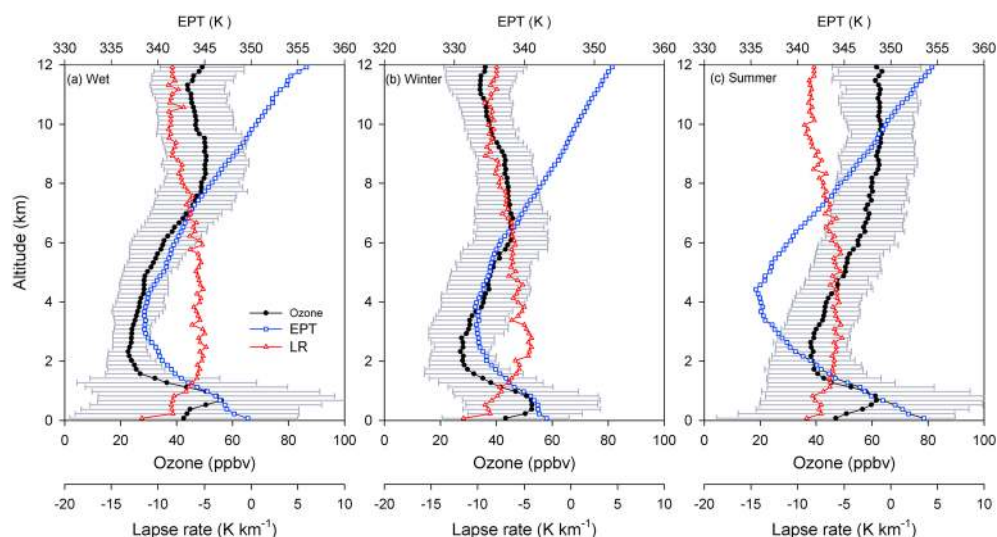 EPT (K)
EPT (K )
EPT (K)
330 335 340 345 350 355 360
320 330 340 350 360
330 335 340 345 350 355 360
12
(a) Wet
(b) Winter
(c) Summer
10
8
6
4
2
0
Altitude (km)
Ozone
EPT
LR
0 20 40 60 80 100
0 20 40 60 80 100
0 20 40 60 80 100
Ozone (ppbv)
Ozone (ppbv)
Ozone (ppbv)
-20 -15 -10 -5 0 5 10
-20 -15 -10 -5 0 5 10
-20 -15 -10 -5 0 5 10
Lapse rate (K km⁻¹)
Lapse rate (K km⁻¹)
Lapse rate (K km⁻¹)